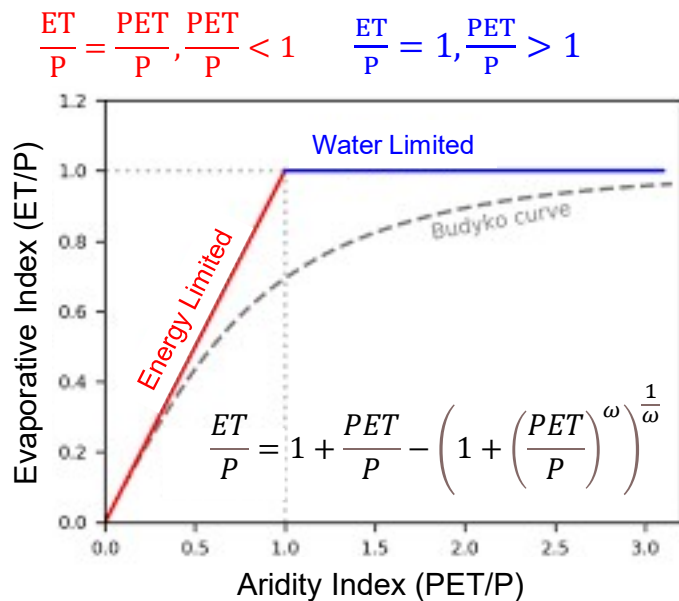 ET/P = PET/P, PET/P < 1    ET/P = 1, PET/P > 1
1.2
Water Limited
1.0
Budyko curve
0.8
Energy Limited
0.6
Evaporative Index (ET/P)
0.4
ET/P = 1 + PET/P − (1 + (PET/P)^ω)^(1/ω)
0.2
0.0
0.0 0.5 1.0 1.5 2.0 2.5 3.0
Aridity Index (PET/P)